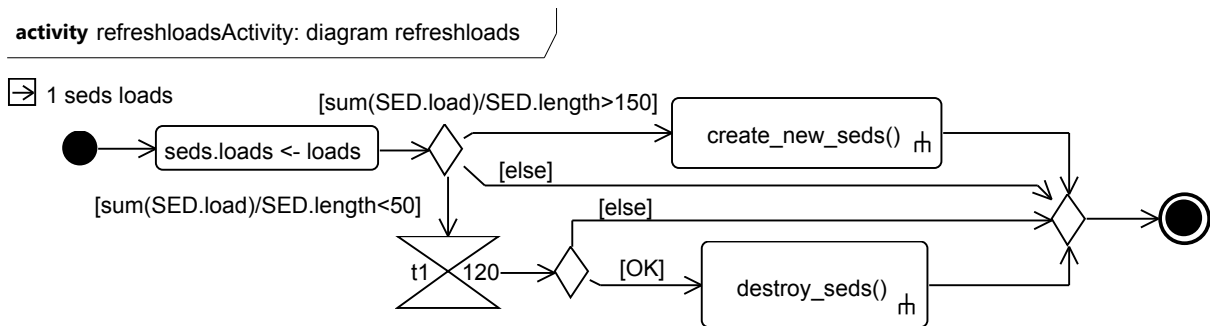 activity refreshloadsActivity: diagram refreshloads
1 seds loads
[sum(SED.load)/SED.length>150]
create_new_seds()
seds.loads <- loads
[else]
[sum(SED.load)/SED.length<50]
[else]
t1 120
[OK]
destroy_seds()